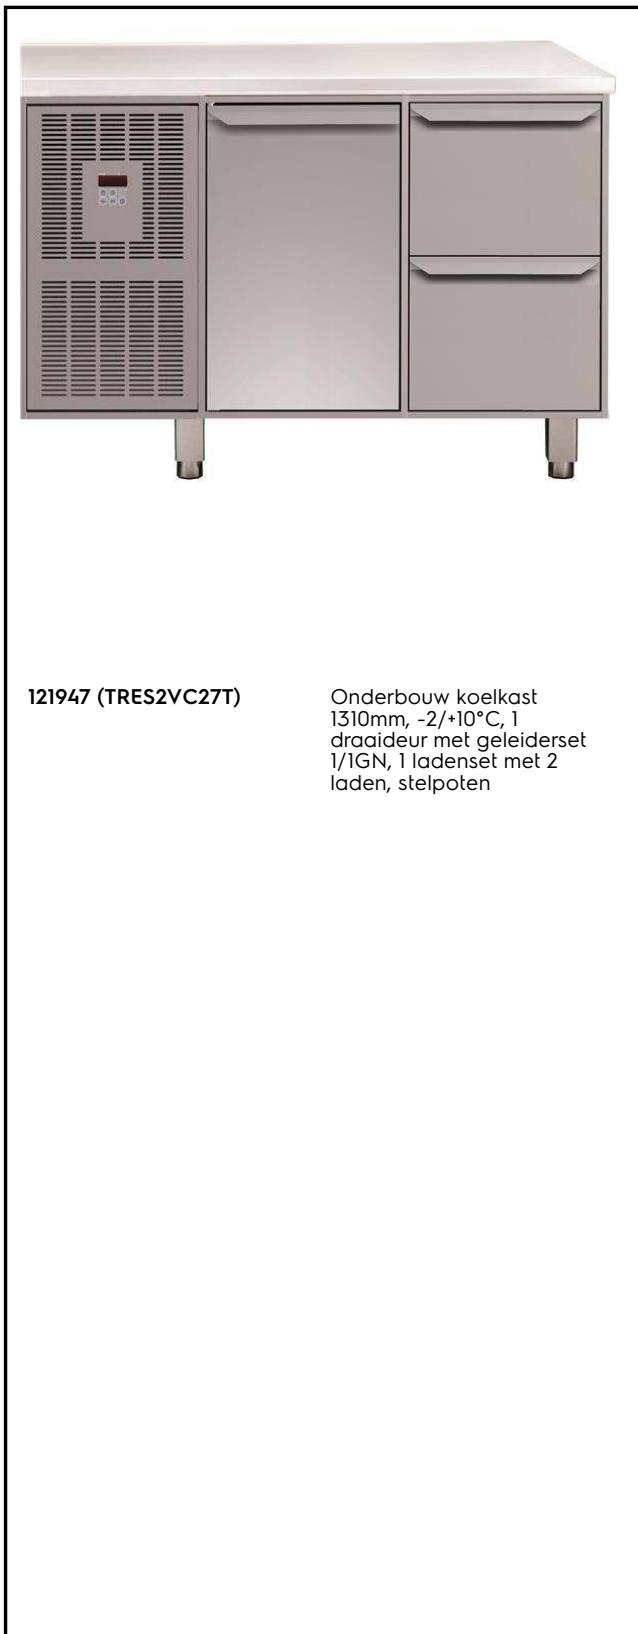 121947 (TRES2VC27T)
Onderbouw koelkast
1310mm, -2/+10°C, 1
draaideur met geleiderset
1/1GN, 1 ladenset met 2
laden, stelpoten